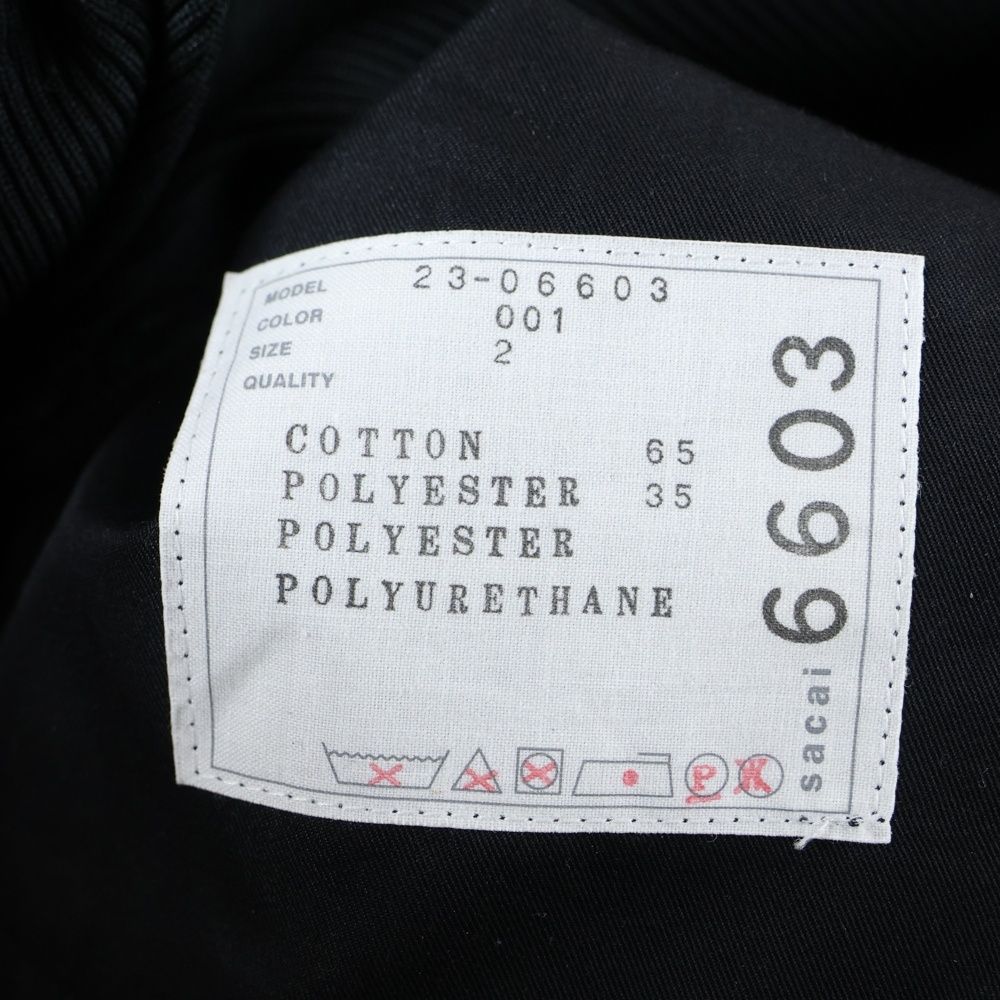 MODEL 23-06603
COLOR 001
SIZE 2
QUALITY
COTTON 65
POLYESTER 35
POLYESTER
POLYURETHANE
P W
sacai 6603